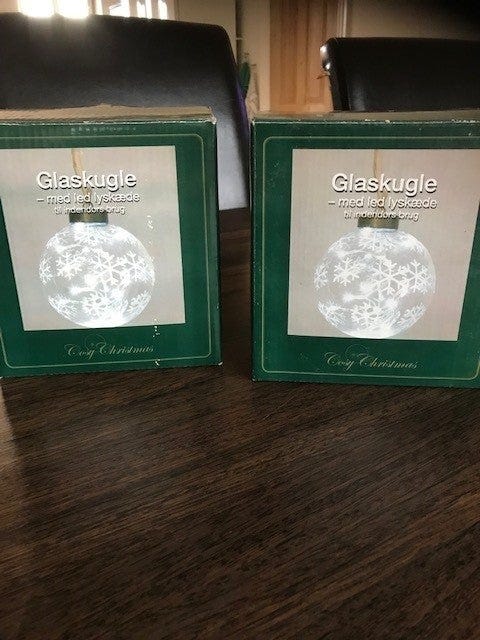 Glaskugle
– med led lyskæde
til indendørs brug
Cosy Christmas
Glaskugle
– med led lyskæde
til indendørs brug
Cosy Christmas